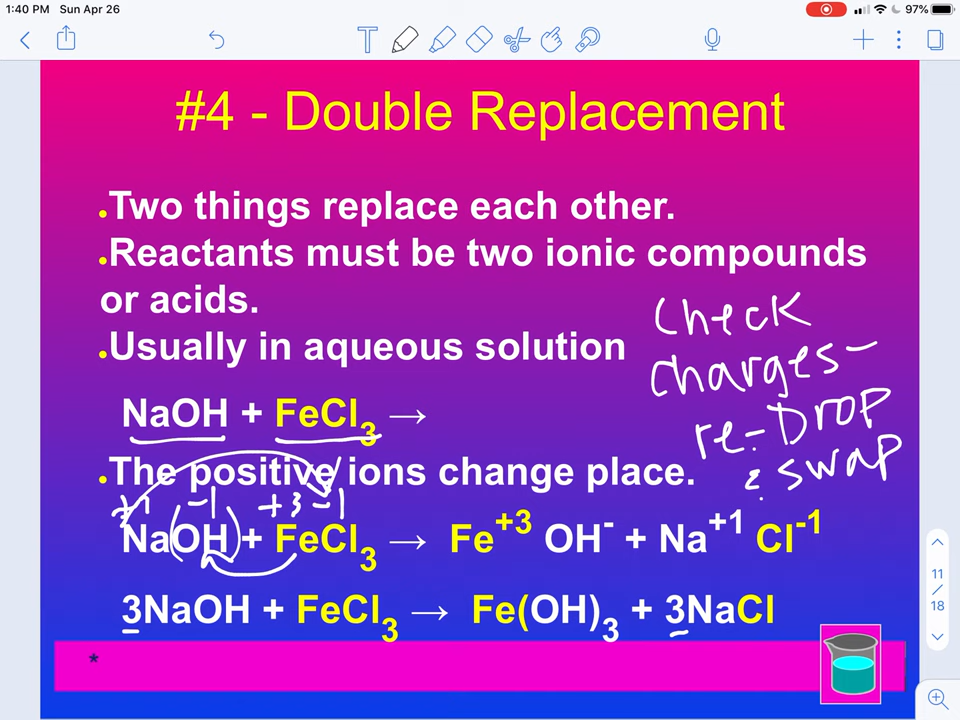 1:40 PM Sun Apr 26
97%
T
#4 - Double Replacement
•Two things replace each other.
•Reactants must be two ionic compounds
or acids.
•Usually in aqueous solution
check
charges-
re-Drop
& swap
NaOH + FeCl3 →
•The positive ions change place.
+1 -1 +3 -1
Na(OH) + FeCl3 → Fe+3 OH- + Na+1 Cl-1
3NaOH + FeCl3 → Fe(OH)3 + 3NaCl
*
11
/
18